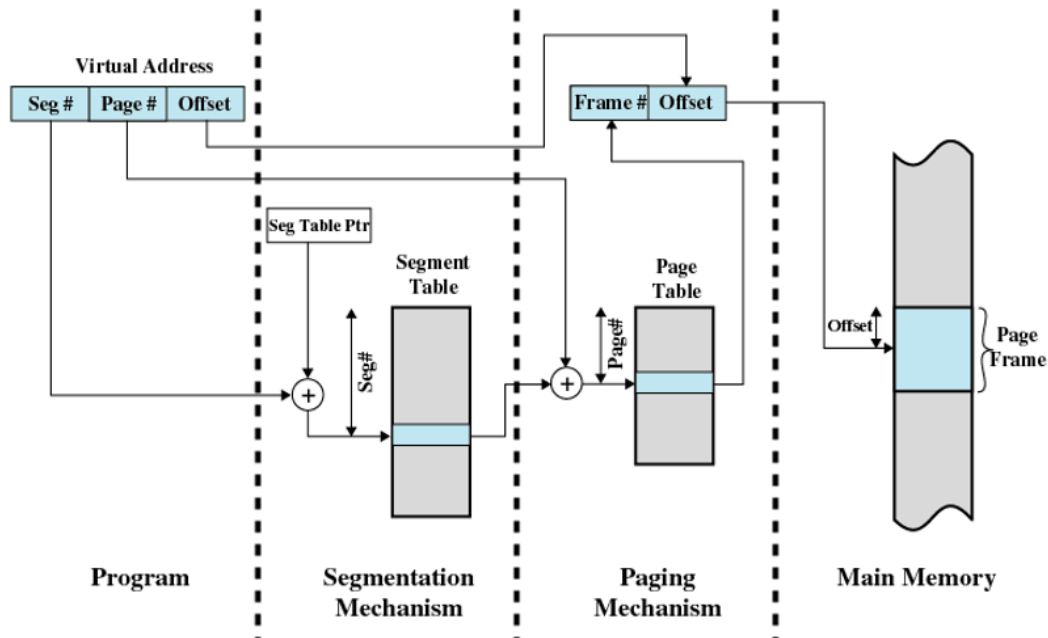 Virtual Address
Seg # Page # Offset
Frame # Offset
Seg Table Ptr
Segment
Table
Page
Table
Seg#
Page#
Offset
Page
Frame
+
+
Program
Segmentation
Mechanism
Paging
Mechanism
Main Memory